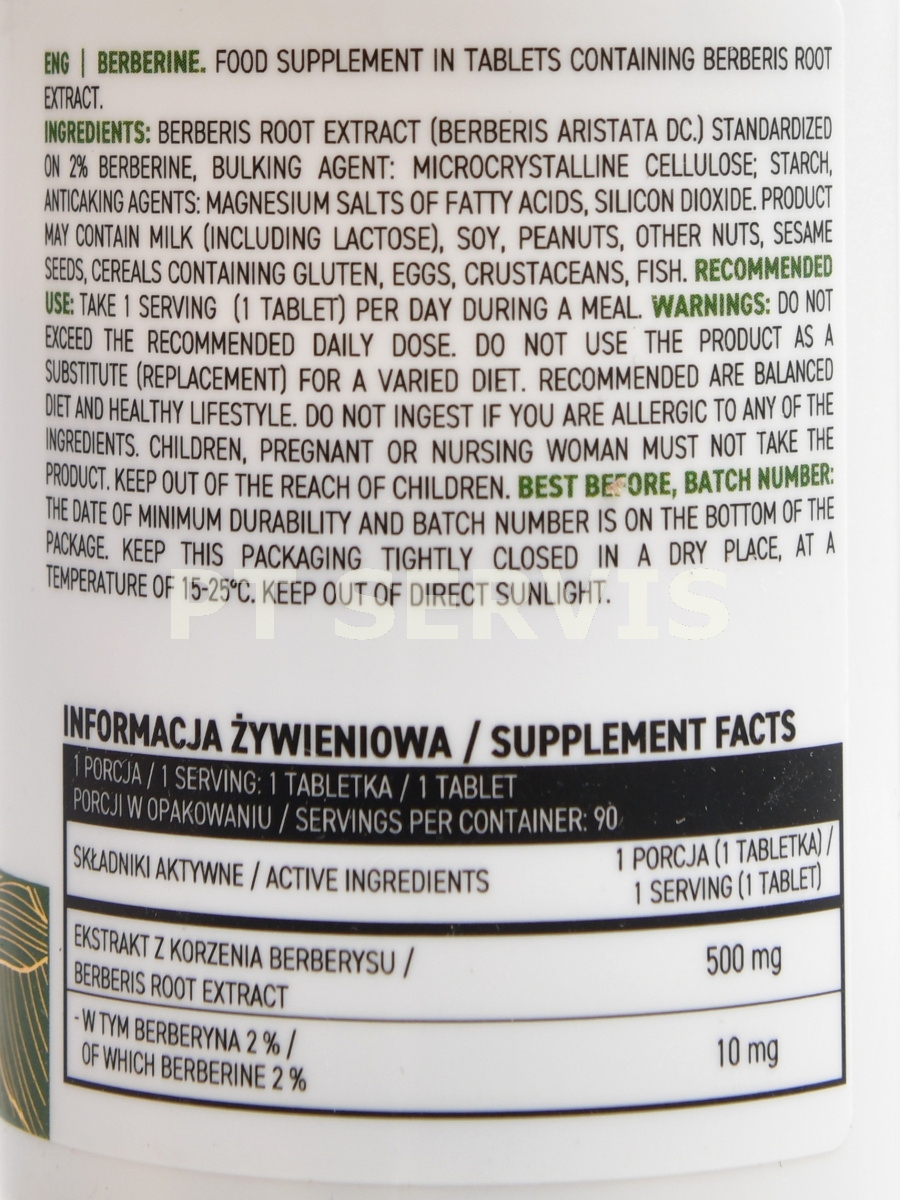 ENG | BERBERINE. FOOD SUPPLEMENT IN TABLETS CONTAINING BERBERIS ROOT
EXTRACT.
INGREDIENTS: BERBERIS ROOT EXTRACT (BERBERIS ARISTATA DC.) STANDARDIZED
ON 2% BERBERINE, BULKING AGENT: MICROCRYSTALLINE CELLULOSE; STARCH,
ANTICAKING AGENTS: MAGNESIUM SALTS OF FATTY ACIDS, SILICON DIOXIDE. PRODUCT
MAY CONTAIN MILK (INCLUDING LACTOSE), SOY, PEANUTS, OTHER NUTS, SESAME
SEEDS, CEREALS CONTAINING GLUTEN, EGGS, CRUSTACEANS, FISH. RECOMMENDED
USE: TAKE 1 SERVING (1 TABLET) PER DAY DURING A MEAL. WARNINGS: DO NOT
EXCEED THE RECOMMENDED DAILY DOSE. DO NOT USE THE PRODUCT AS A
SUBSTITUTE (REPLACEMENT) FOR A VARIED DIET. RECOMMENDED ARE BALANCED
DIET AND HEALTHY LIFESTYLE. DO NOT INGEST IF YOU ARE ALLERGIC TO ANY OF THE
INGREDIENTS. CHILDREN, PREGNANT OR NURSING WOMAN MUST NOT TAKE THE
PRODUCT. KEEP OUT OF THE REACH OF CHILDREN. BEST BEFORE, BATCH NUMBER:
THE DATE OF MINIMUM DURABILITY AND BATCH NUMBER IS ON THE BOTTOM OF THE
PACKAGE. KEEP THIS PACKAGING TIGHTLY CLOSED IN A DRY PLACE, AT A
TEMPERATURE OF 15-25°C. KEEP OUT OF DIRECT SUNLIGHT.
PT SERVIS
INFORMACJA ŻYWIENIOWA / SUPPLEMENT FACTS
1 PORCJA / 1 SERVING: 1 TABLETKA / 1 TABLET
PORCJI W OPAKOWANIU / SERVINGS PER CONTAINER: 90
SKŁADNIKI AKTYWNE / ACTIVE INGREDIENTS
1 PORCJA (1 TABLETKA) /
1 SERVING (1 TABLET)
EKSTRAKT Z KORZENIA BERBERYSU /
BERBERIS ROOT EXTRACT
500 mg
- W TYM BERBERYNA 2 % /
OF WHICH BERBERINE 2 %
10 mg